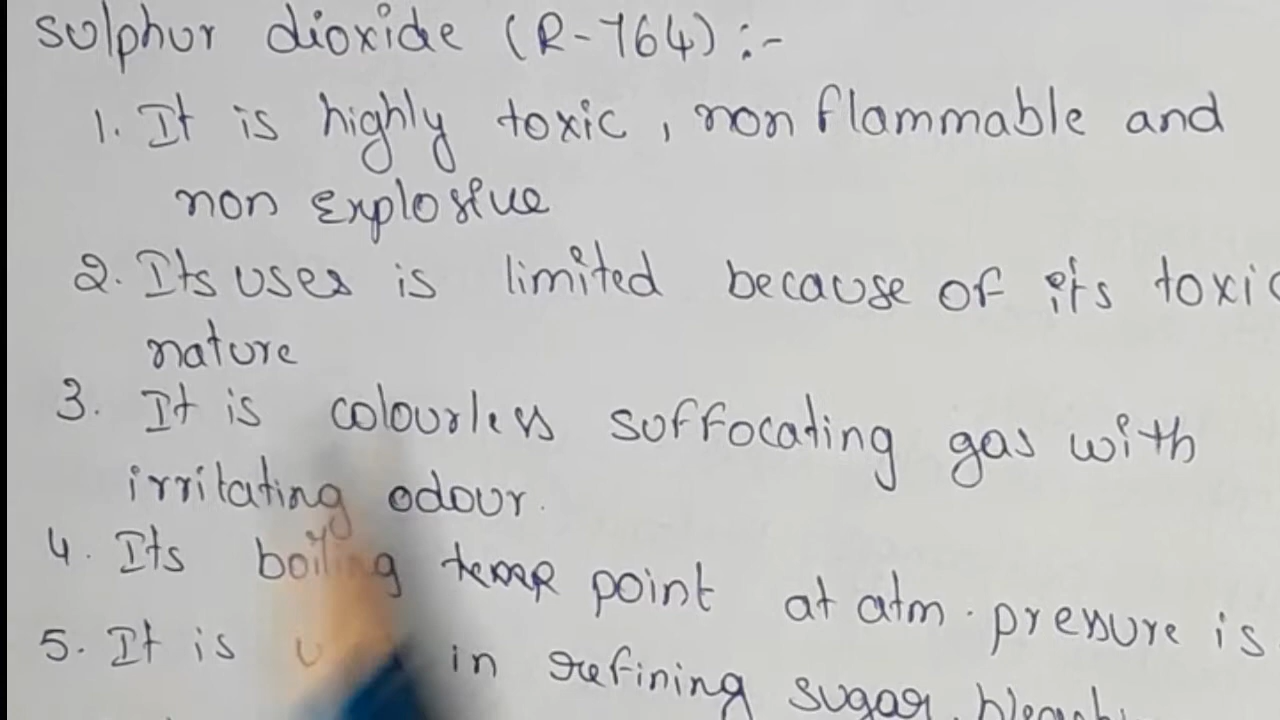 sulphur dioxide (R-764) :-
1. It is highly toxic, non flammable and
non Explosive
2. Its uses is limited because of its toxic
nature
3. It is colourless suffocating gas with
irritating odour.
4. Its boiling temp point at atm. pressure is
5. It is in refining sugar,